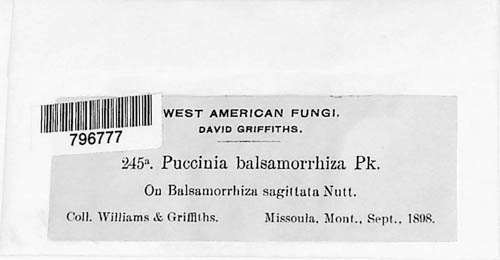 WEST AMERICAN FUNGI.
DAVID GRIFFITHS.
796777
245ª. Puccinia balsamorrhiza Pk.
On Balsamorrhiza sagittata Nutt.
Coll. Williams & Griffiths. Missoula, Mont., Sept., 1898.